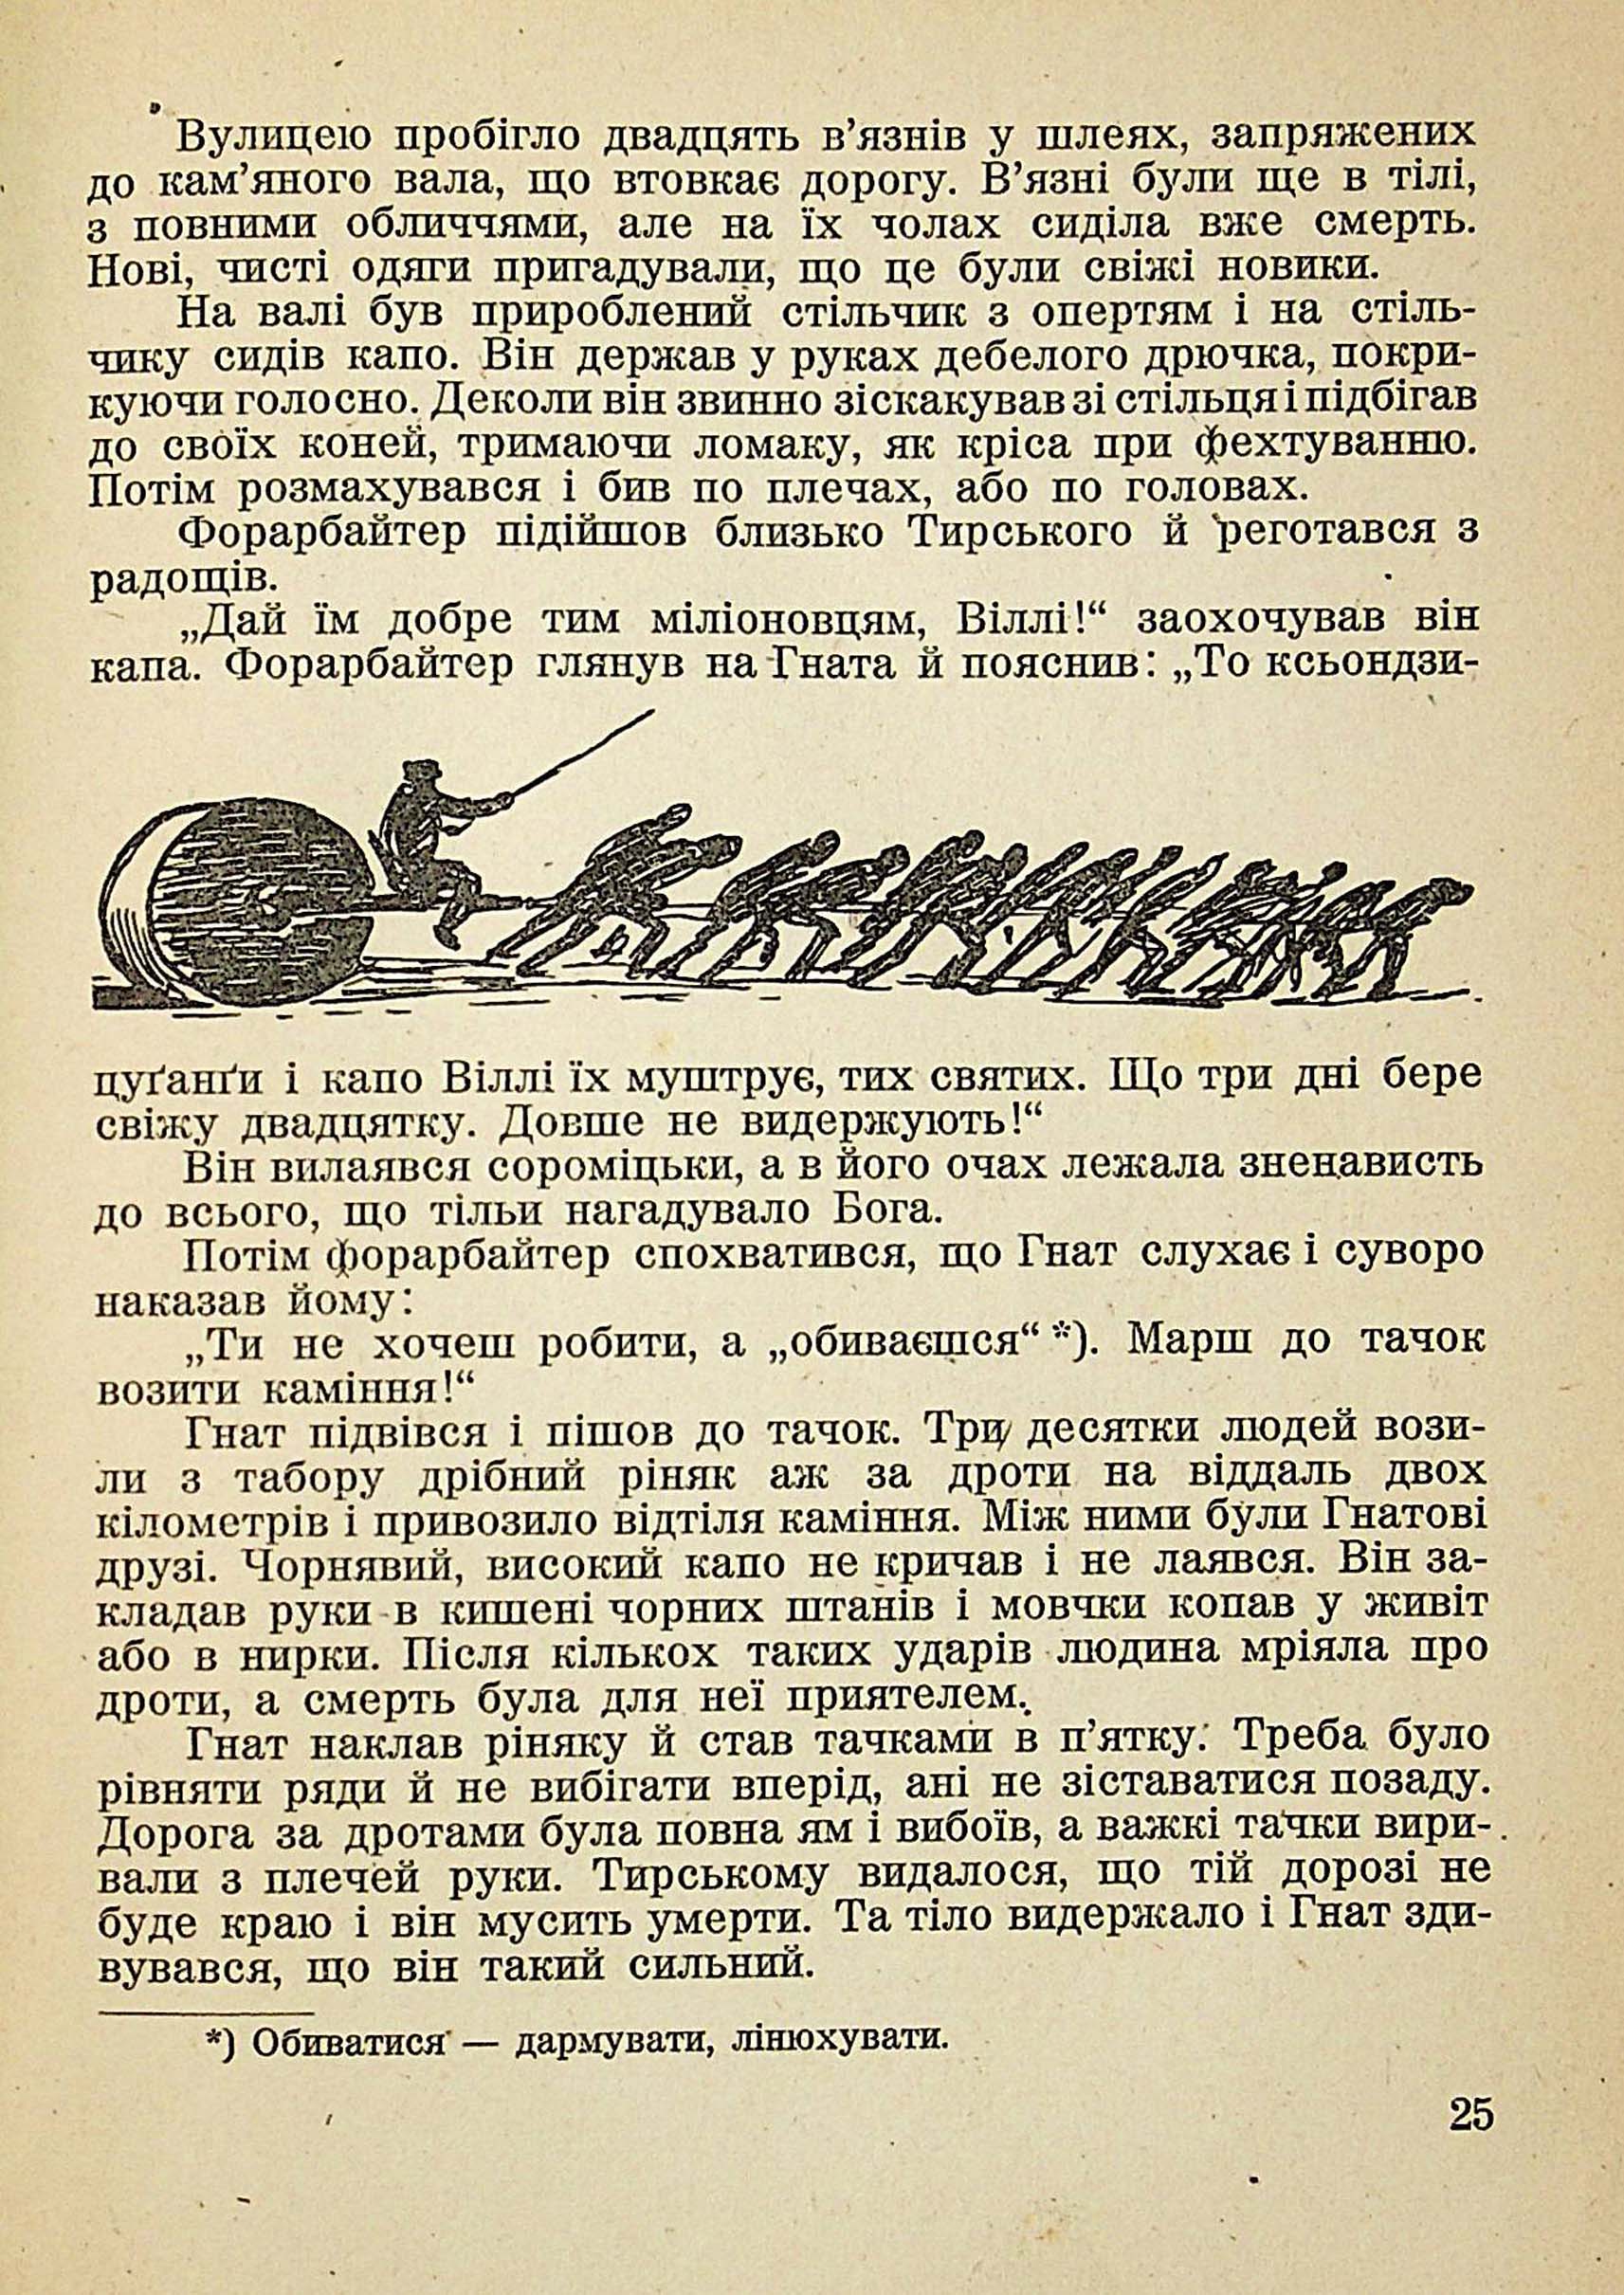 Вулицею пробігло двадцять в’язнів у шлеях, запряжених
до кам’яного вала, що втовкає дорогу. В’язні були ще в тілі,
з повними обличчями, але на їх чолах сиділа вже смерть.
Нові, чисті одяги пригадували, що це були свіжі новики.
На валі був прироблений стільчик з опертям і на стіль-
чику сидів капо. Він держав у руках дебелого дрючка, покри-
куючи голосно. Деколи він звинно зіскакував зі стільця і підбігав
до своїх коней, тримаючи ломаку, як кріса при фехтуванню.
Потім розмахувався і бив по плечах, або по головах.
Форарбайтер підійшов близько Тирського й реготався з
радощів.
„Дай їм добре тим міліоновцям, Віллі!“ заохочував він
капа. Форарбайтер глянув на Гната й пояснив: „То ксьондзи-
цуґанґи і капо Віллі їх муштрує, тих святих. Що три дні бере
свіжу двадцятку. Довше не видержують!“
Він вилаявся сороміцьки, а в його очах лежала зненависть
до всього, що тільи нагадувало Бога.
Потім форарбайтер спохватився, що Гнат слухає і суворо
наказав йому:
„Ти не хочеш робити, а „обиваєшся“ *). Марш до тачок
возити каміння!“
Гнат підвівся і пішов до тачок. Три десятки людей вози-
ли з табору дрібний ріняк аж за дроти на віддаль двох
кілометрів і привозило відтіля каміння. Між ними були Гнатові
друзі. Чорнявий, високий капо не кричав і не лаявся. Він за-
кладав руки в кишені чорних штанів і мовчки копав у живіт
або в нирки. Після кількох таких ударів людина мріяла про
дроти, а смерть була для неї приятелем.
Гнат наклав ріняку й став тачками в п’ятку. Треба було
рівняти ряди й не вибігати вперід, ані не зіставатися позаду.
Дорога за дротами була повна ям і вибоїв, а важкі тачки вири-
вали з плечей руки. Тирському видалося, що тій дорозі не
буде краю і він мусить умерти. Та тіло видержало і Гнат зди-
вувався, що він такий сильний.
*) Обиватися — дармувати, лінюхувати.
25